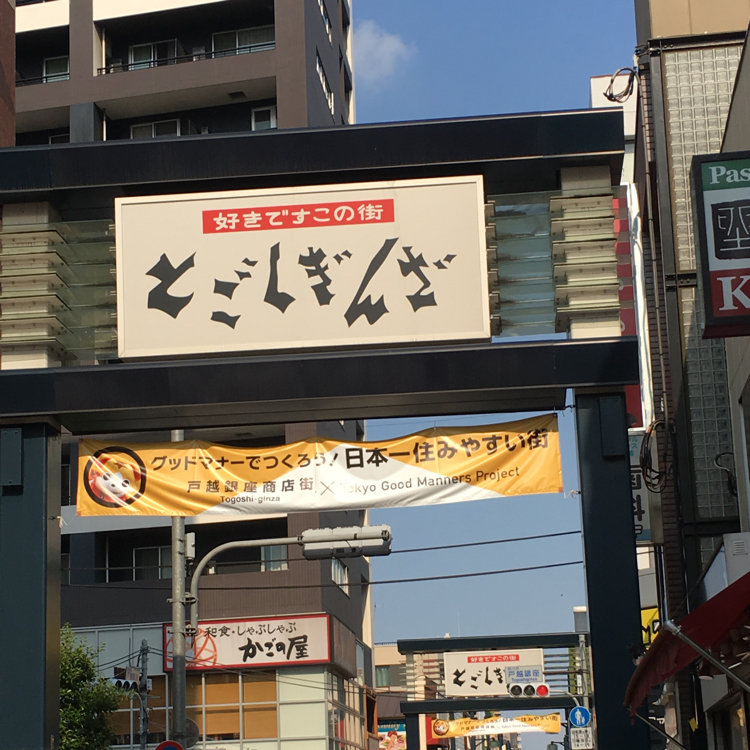 好きですこの街
とごしぎんざ
グッドマナーでつくろう! 日本一住みやすい街
戸越銀座商店街 × Tokyo Good Manners Project
Togoshi-ginza
Pas
K
和食・しゃぶしゃぶ
かごの屋
好きですこの街
とごしぎ
戸越銀座